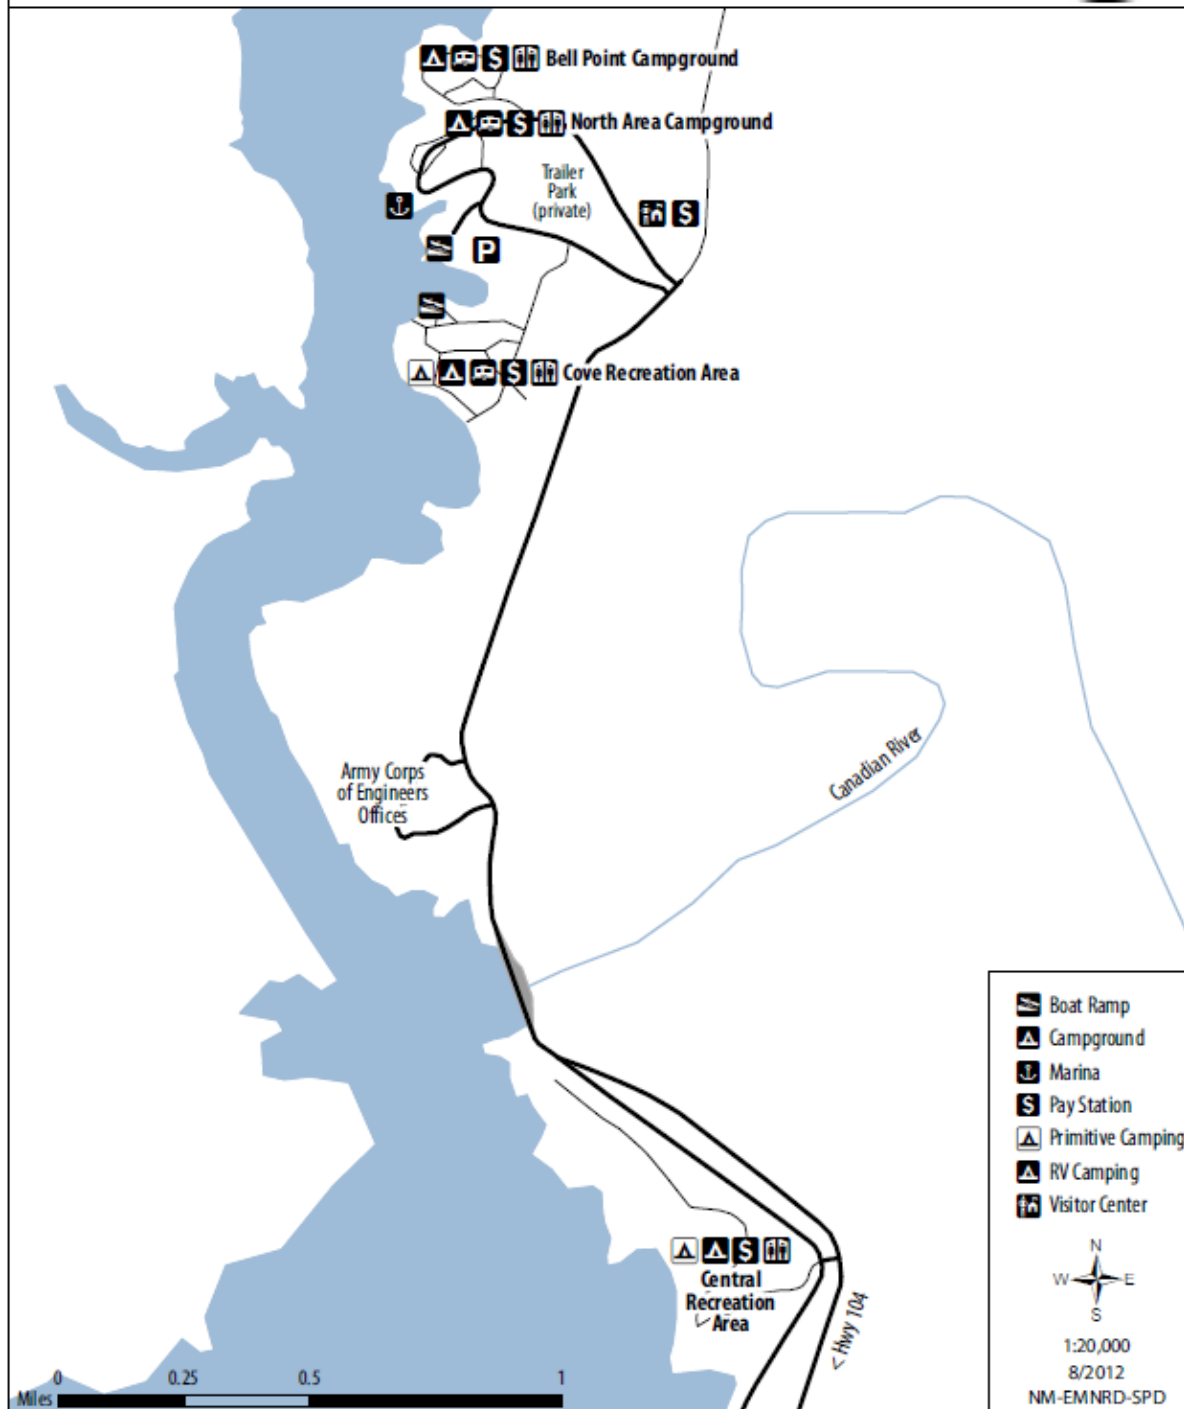 Bell Point Campground
North Area Campground
Trailer
Park
(private)
P
Cove Recreation Area
Army Corps
of Engineers
Offices
Canadian River
Central
Recreation
Area
< Hwy 104
Boat Ramp
Campground
Marina
Pay Station
Primitive Camping
RV Camping
Visitor Center
N
W E
S
1:20,000
8/2012
NM-EMNRD-SPD
0 0.25 0.5 1
Miles